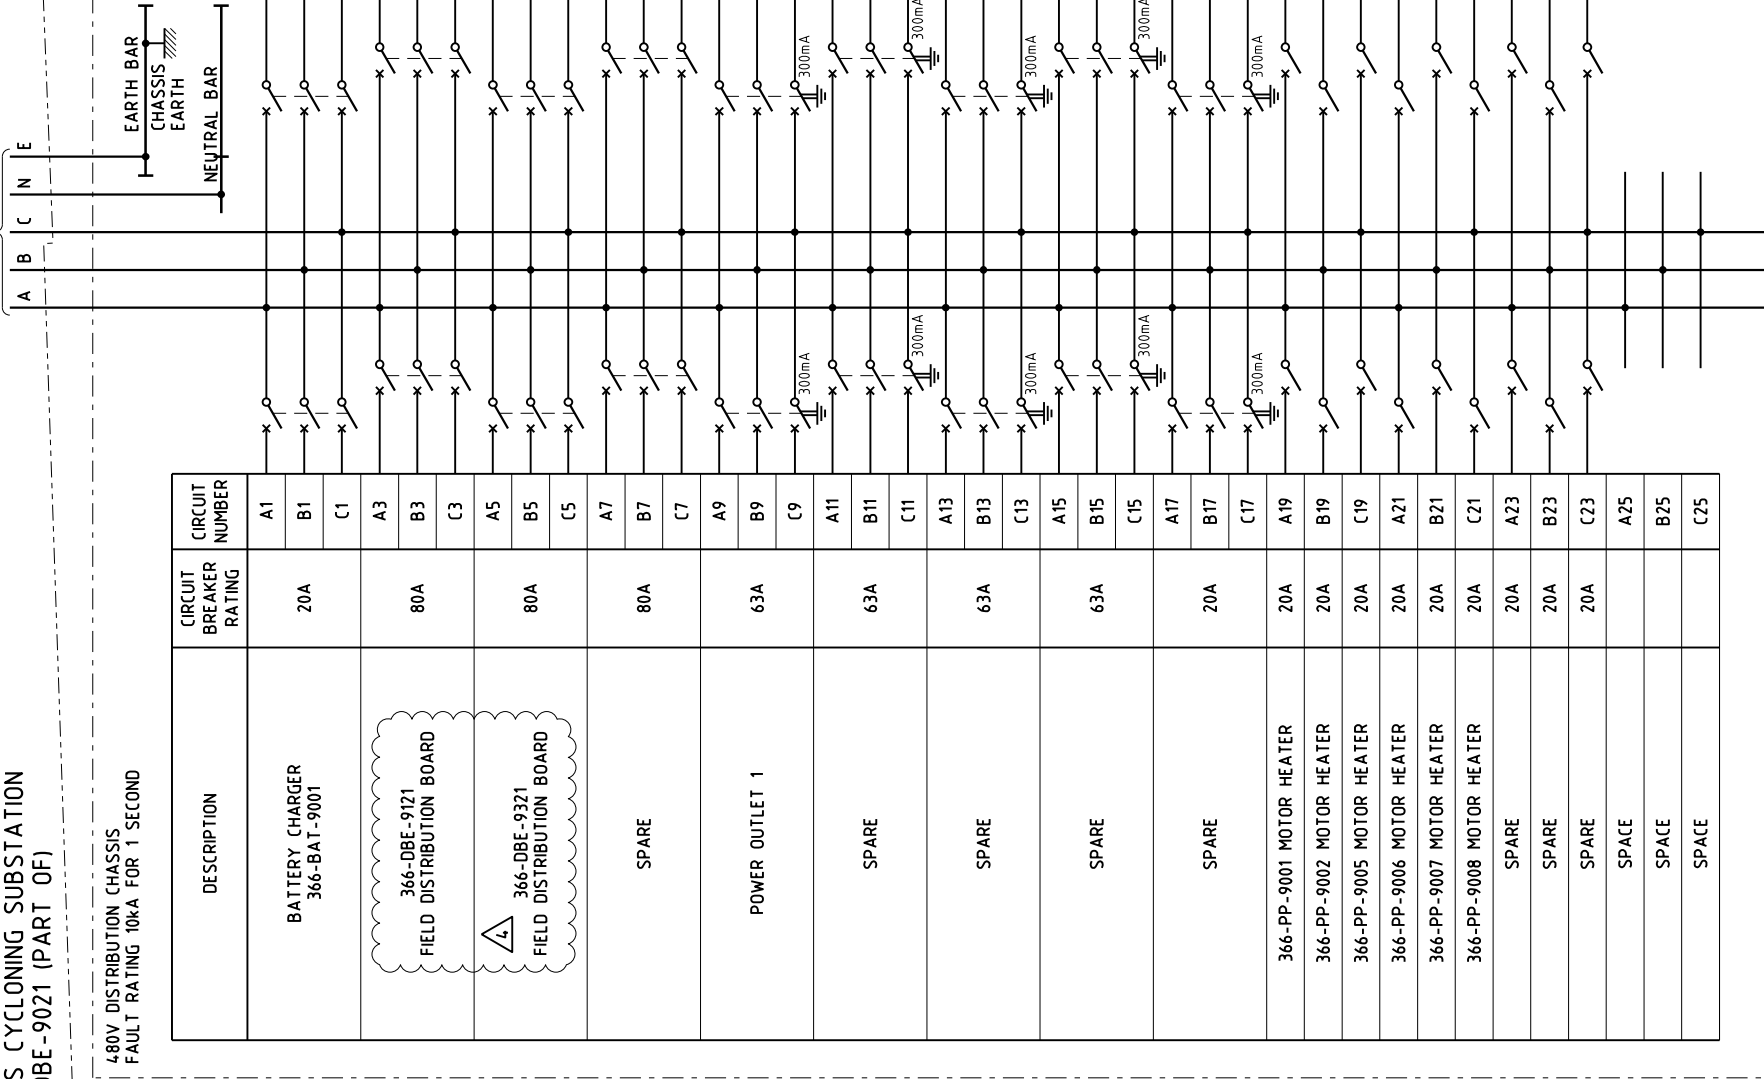 S CYCLONING SUBSTATION
DBE-9021 (PART OF)
480V DISTRIBUTION CHASSIS
FAULT RATING 10kA FOR 1 SECOND
A
B
C
N
E
EARTH BAR
CHASSIS
EARTH
NEUTRAL BAR
300mA
300mA
300mA
300mA
300mA
300mA
300mA
300mA
300mA
300mA
DESCRIPTION
CIRCUIT
BREAKER
RATING
CIRCUIT
NUMBER
BATTERY CHARGER
366-BAT-9001
20A
A1
B1
C1
366-DBE-9121
FIELD DISTRIBUTION BOARD
80A
A3
B3
C3
4
366-DBE-9321
FIELD DISTRIBUTION BOARD
80A
A5
B5
C5
SPARE
80A
A7
B7
C7
POWER OUTLET 1
63A
A9
B9
C9
SPARE
63A
A11
B11
C11
SPARE
63A
A13
B13
C13
SPARE
63A
A15
B15
C15
SPARE
20A
A17
B17
C17
366-PP-9001 MOTOR HEATER 20A A19
366-PP-9002 MOTOR HEATER 20A B19
366-PP-9005 MOTOR HEATER 20A C19
366-PP-9006 MOTOR HEATER 20A A21
366-PP-9007 MOTOR HEATER 20A B21
366-PP-9008 MOTOR HEATER 20A C21
SPARE 20A A23
SPARE 20A B23
SPARE 20A C23
SPACE A25
SPACE B25
SPACE C25